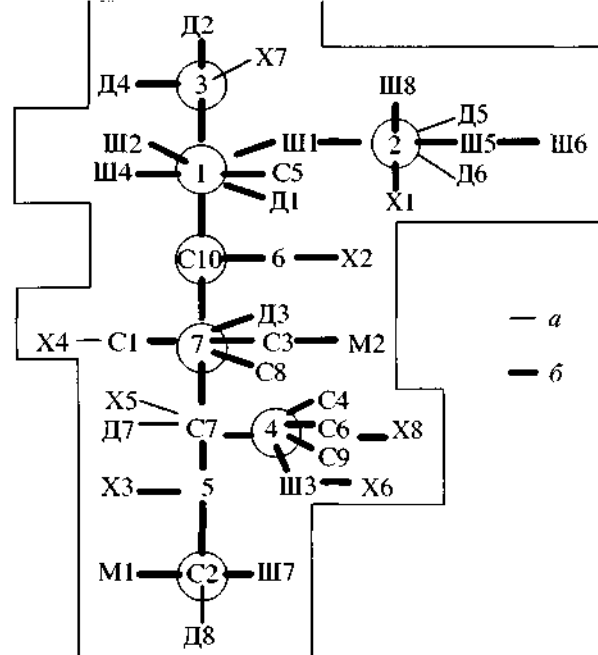 Д2
Х7
Д4 3
Ш8
Д5
Ш2 Ш1 2 Ш5 Ш6
Ш4 1 С5
Д6
Д1 Х1
С10 6 Х2
Д3 а
Х4 С1 7 С3 М2
С8 б
Х5 С4
Д7 С7 4 С6 Х8
С9
Х3 5 Ш3 Х6
М1 С2 Ш7
Д8